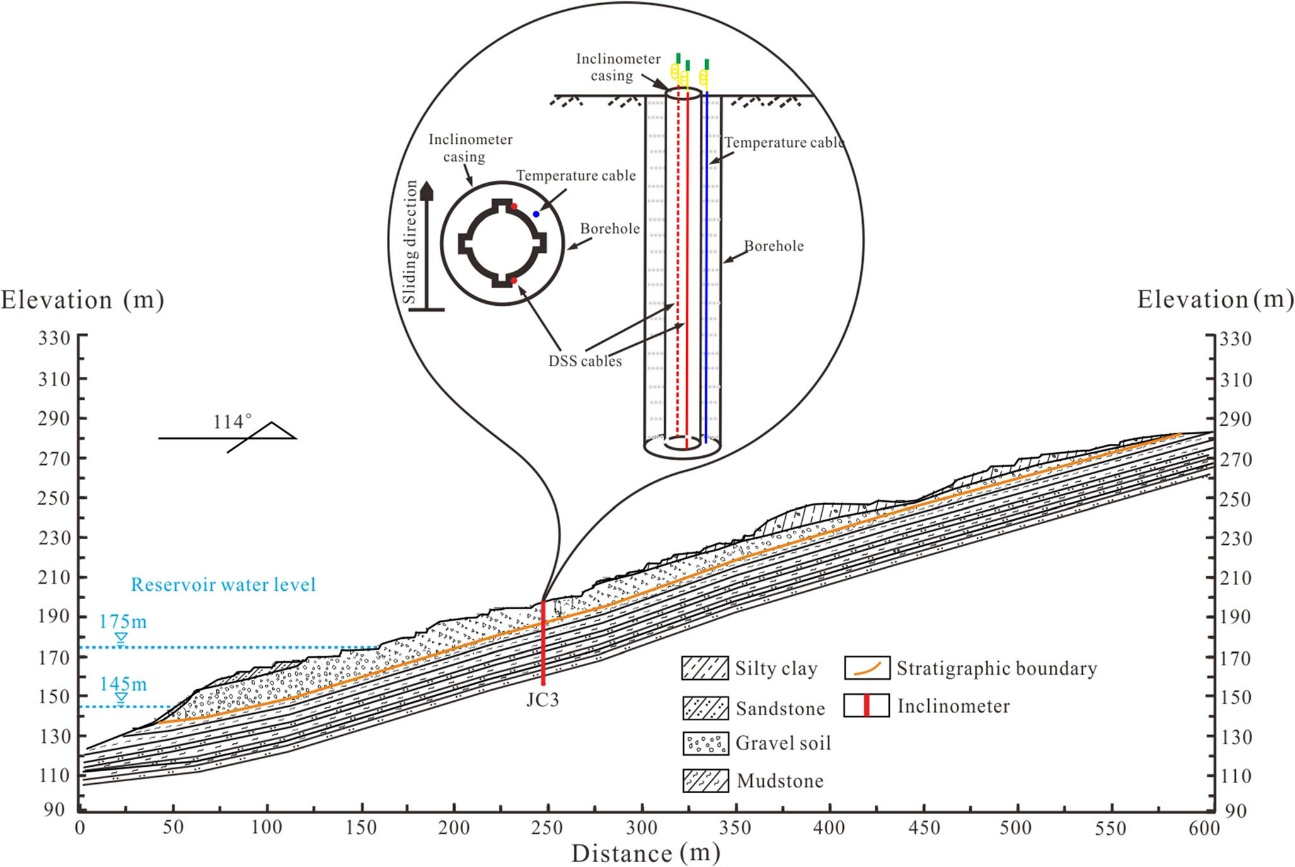 Inclinometer
casing
Inclinometer
casing
Temperature cable
Temperature cable
Sliding direction
Borehole
Borehole
DSS cables
Elevation (m)
Elevation (m)
330
310
290
270
250
230
210
190
170
150
130
110
90
330
310
290
270
250
230
210
190
170
150
130
110
90
114°
Reservoir water level
175m
145m
JC3
Silty clay
Stratigraphic boundary
Sandstone
Inclinometer
Gravel soil
Mudstone
0 50 100 150 200 250 300 350 400 450 500 550 600
Distance (m)